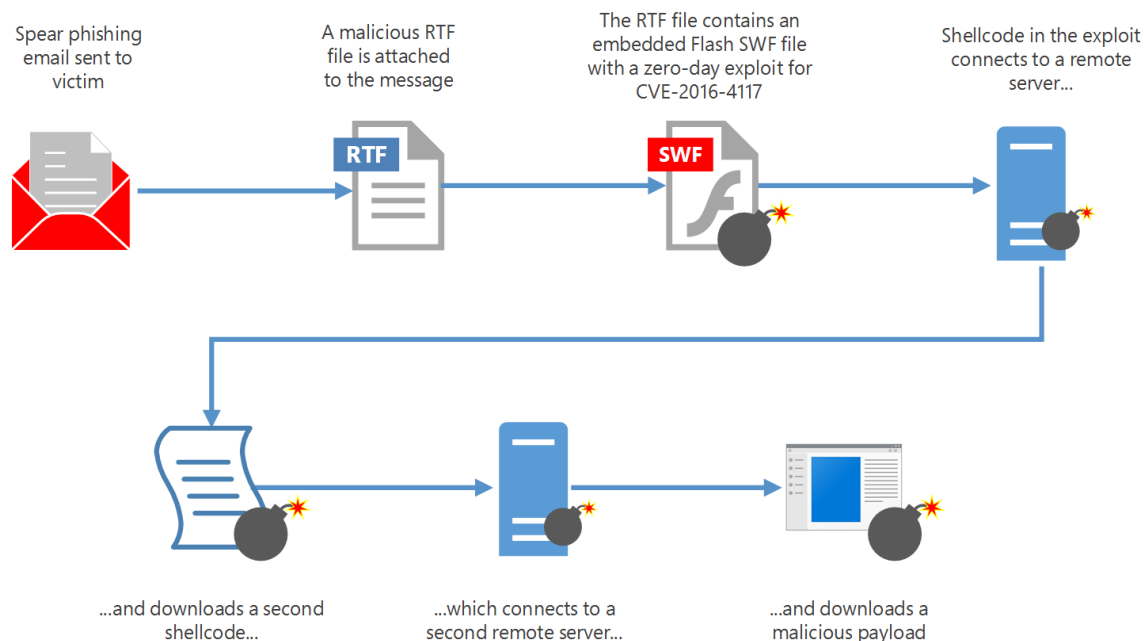 Spear phishing
email sent to
victim
A malicious RTF
file is attached
to the message
The RTF file contains an
embedded Flash SWF file
with a zero-day exploit for
CVE-2016-4117
Shellcode in the exploit
connects to a remote
server...
RTF
SWF
...and downloads a second
shellcode...
...which connects to a
second remote server...
...and downloads a
malicious payload